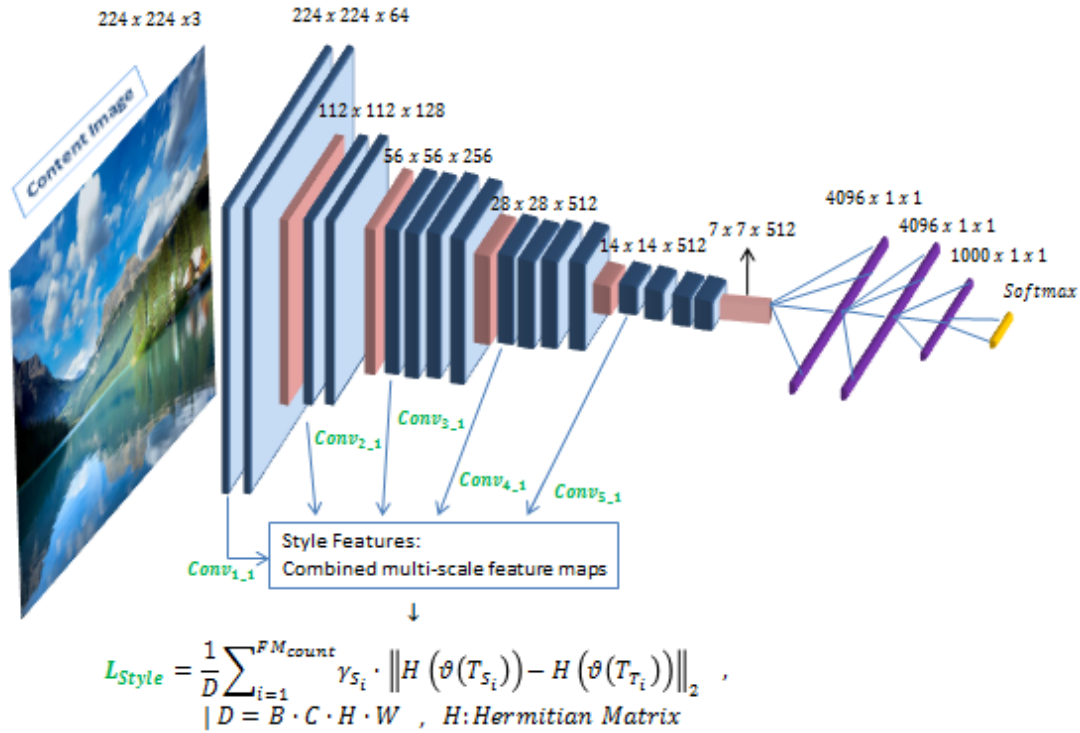 224 x 224 x3
224 x 224 x 64
Content Image
112 x 112 x 128
56 x 56 x 256
28 x 28 x 512
14 x 14 x 512
7 x 7 x 512
4096 x 1 x 1
4096 x 1 x 1
1000 x 1 x 1
Softmax
Conv₂_₁
Conv₃_₁
Conv₄_₁
Conv₅_₁
Conv₁_₁
Style Features:
Combined multi-scale feature maps
↓
L_Style = 1/D ∑_{i=1}^{FM_count} γ_{S_i} · ‖H (ϑ(T_{S_i})) − H (ϑ(T_{T_i}))‖₂ ,
| D = B · C · H · W , H: Hermitian Matrix